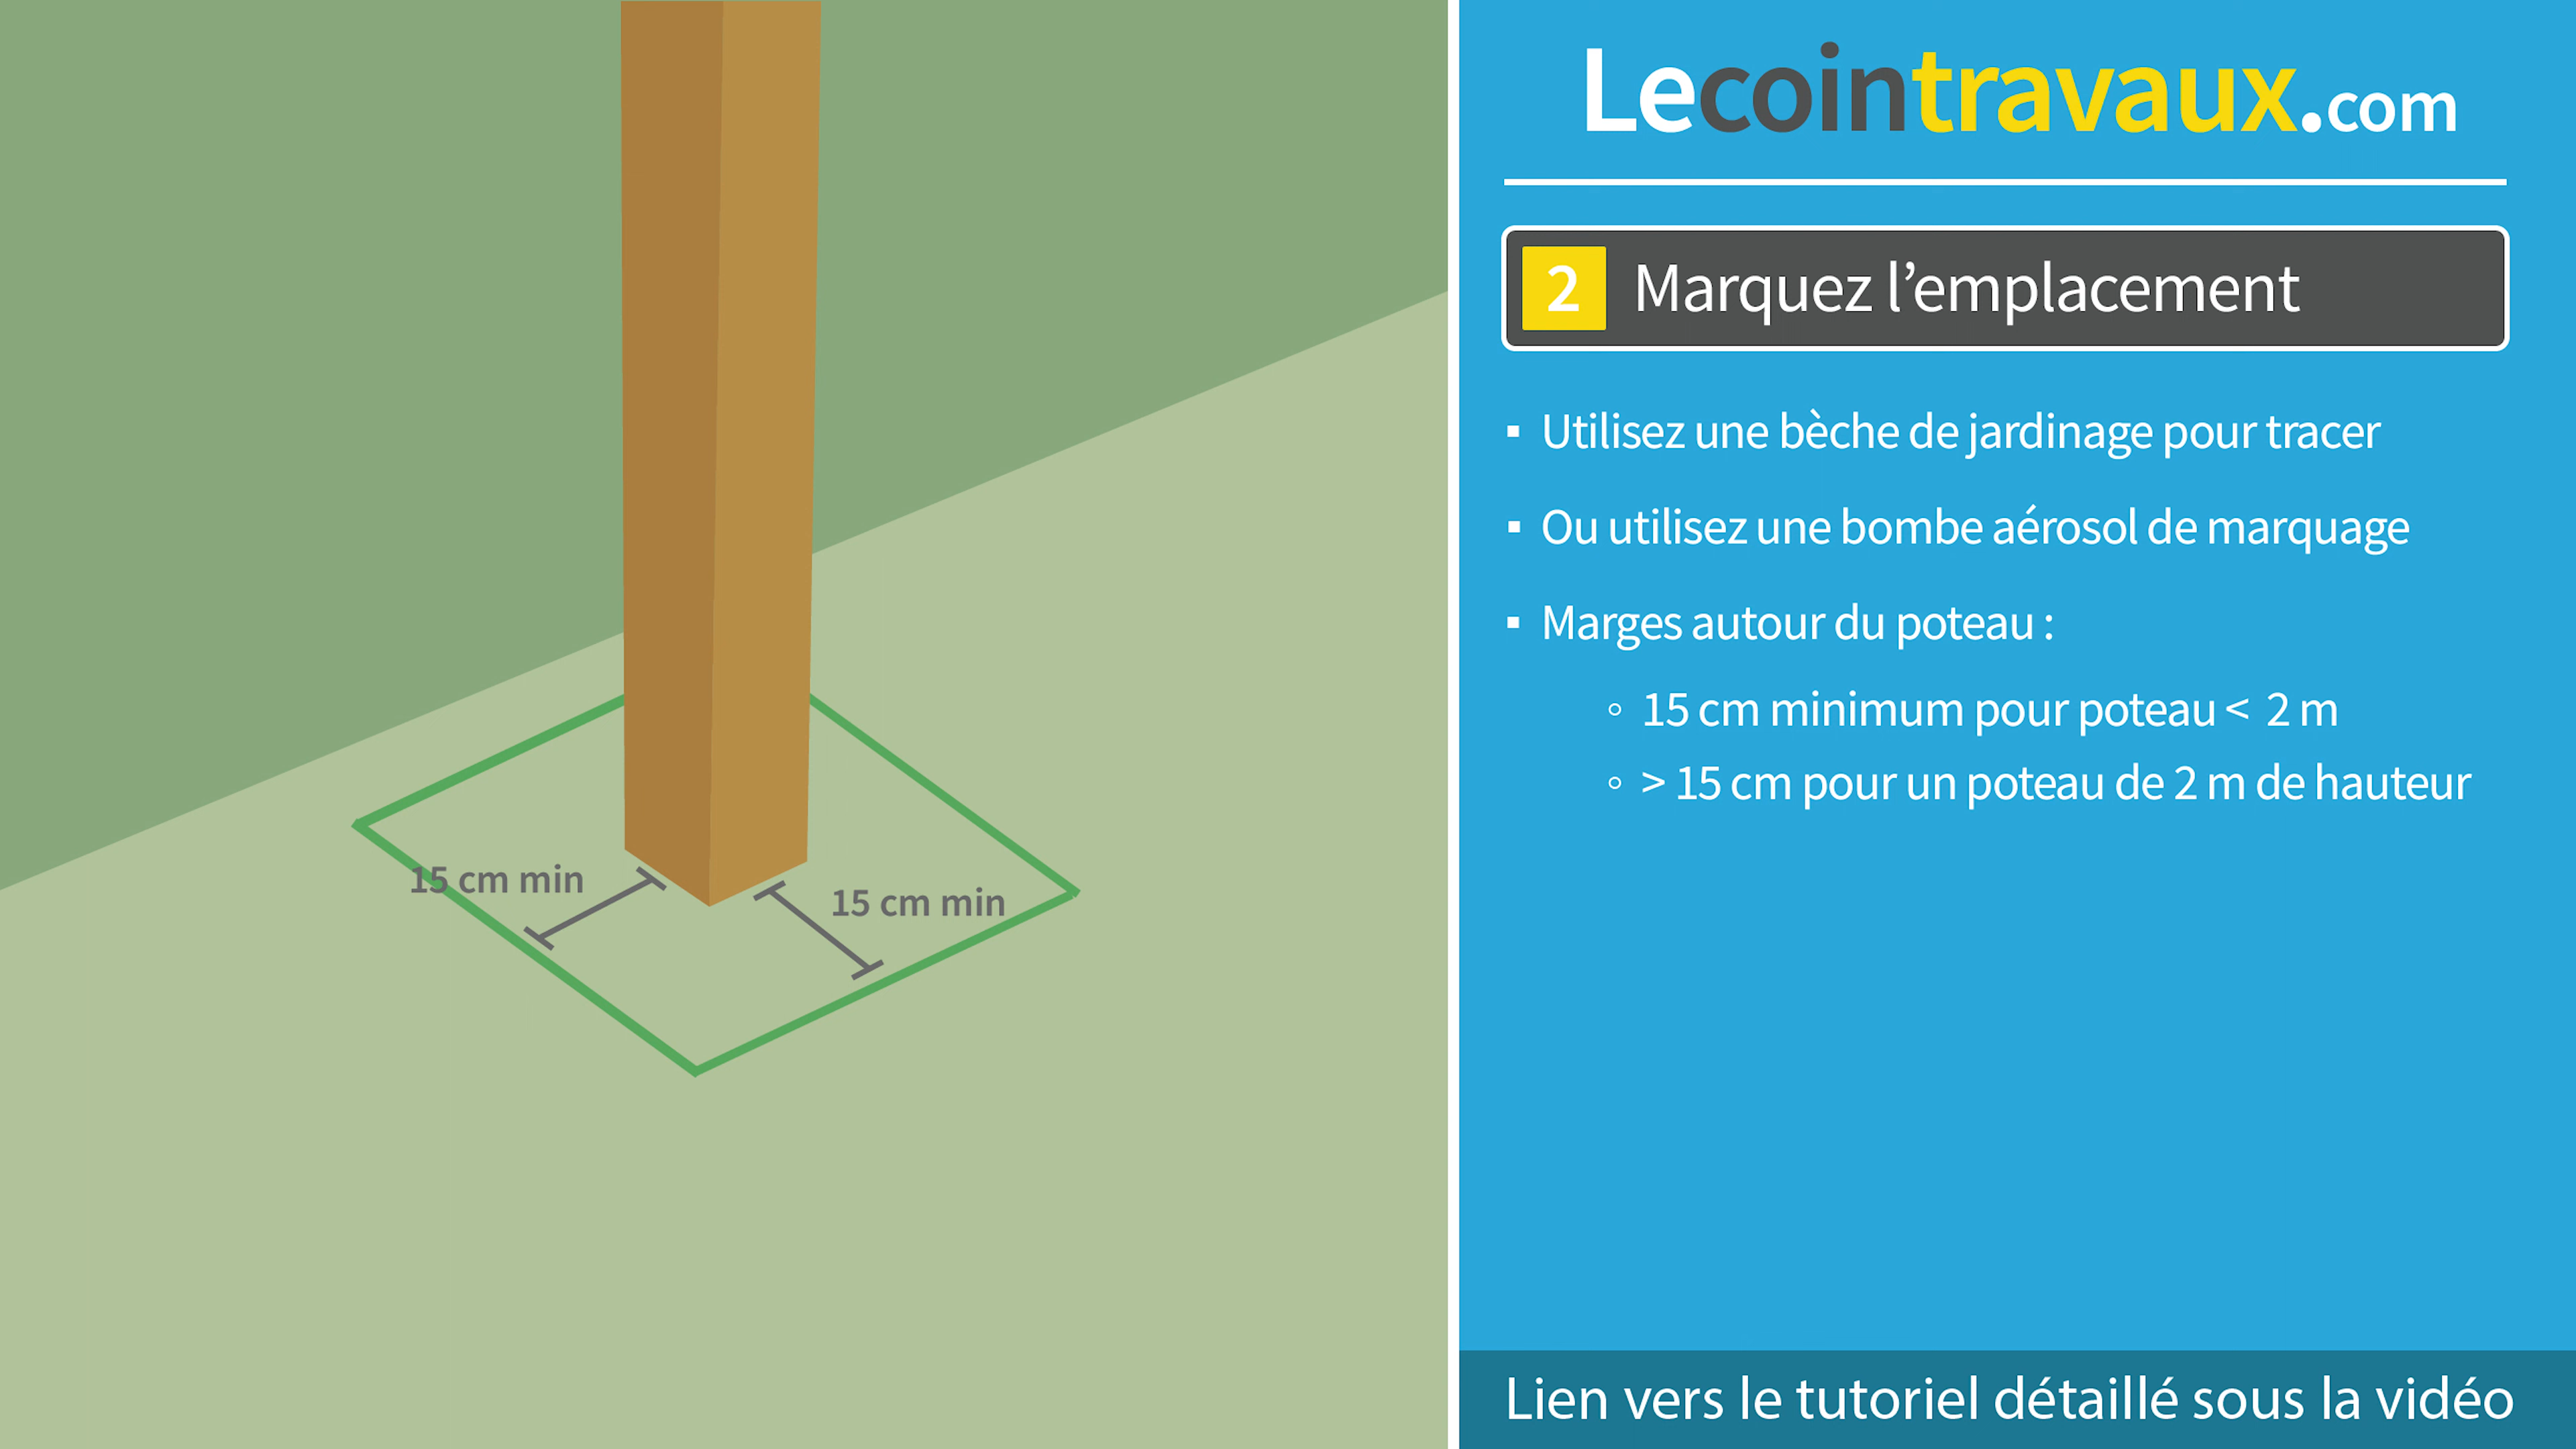 Lecointravaux.com
2 Marquez l’emplacement
▪ Utilisez une bèche de jardinage pour tracer
▪ Ou utilisez une bombe aérosol de marquage
▪ Marges autour du poteau :
◦ 15 cm minimum pour poteau < 2 m
◦ > 15 cm pour un poteau de 2 m de hauteur
15 cm min
15 cm min
Lien vers le tutoriel détaillé sous la vidéo